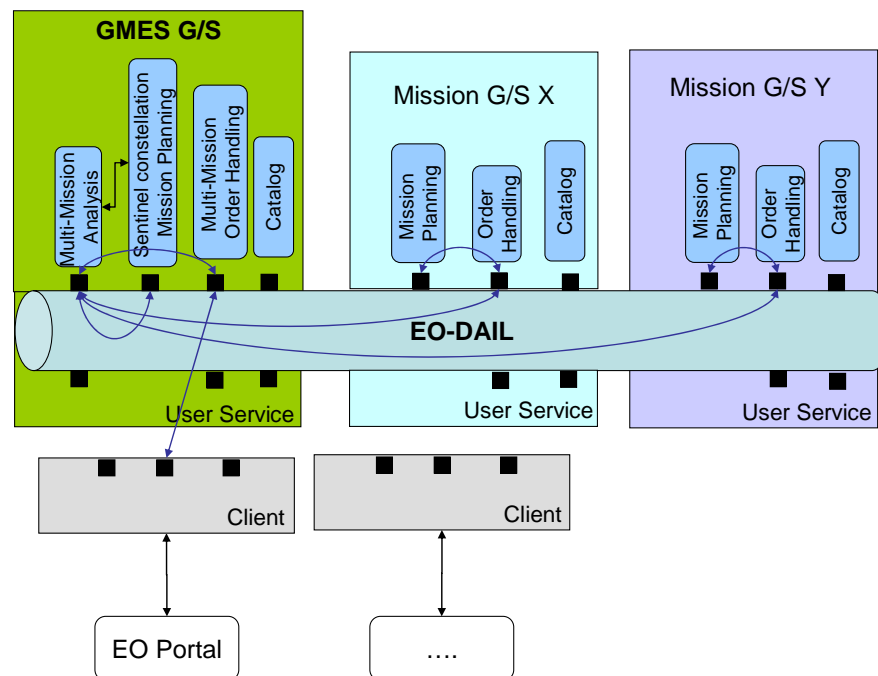 GMES G/S
Multi-Mission
Analysis
Sentinel constellation
Mission Planning
Multi-Mission
Order Handling
Catalog
Mission G/S X
Mission
Planning
Order
Handling
Catalog
Mission G/S Y
Mission
Planning
Order
Handling
Catalog
EO-DAIL
User Service
User Service
User Service
Client
Client
EO Portal
....